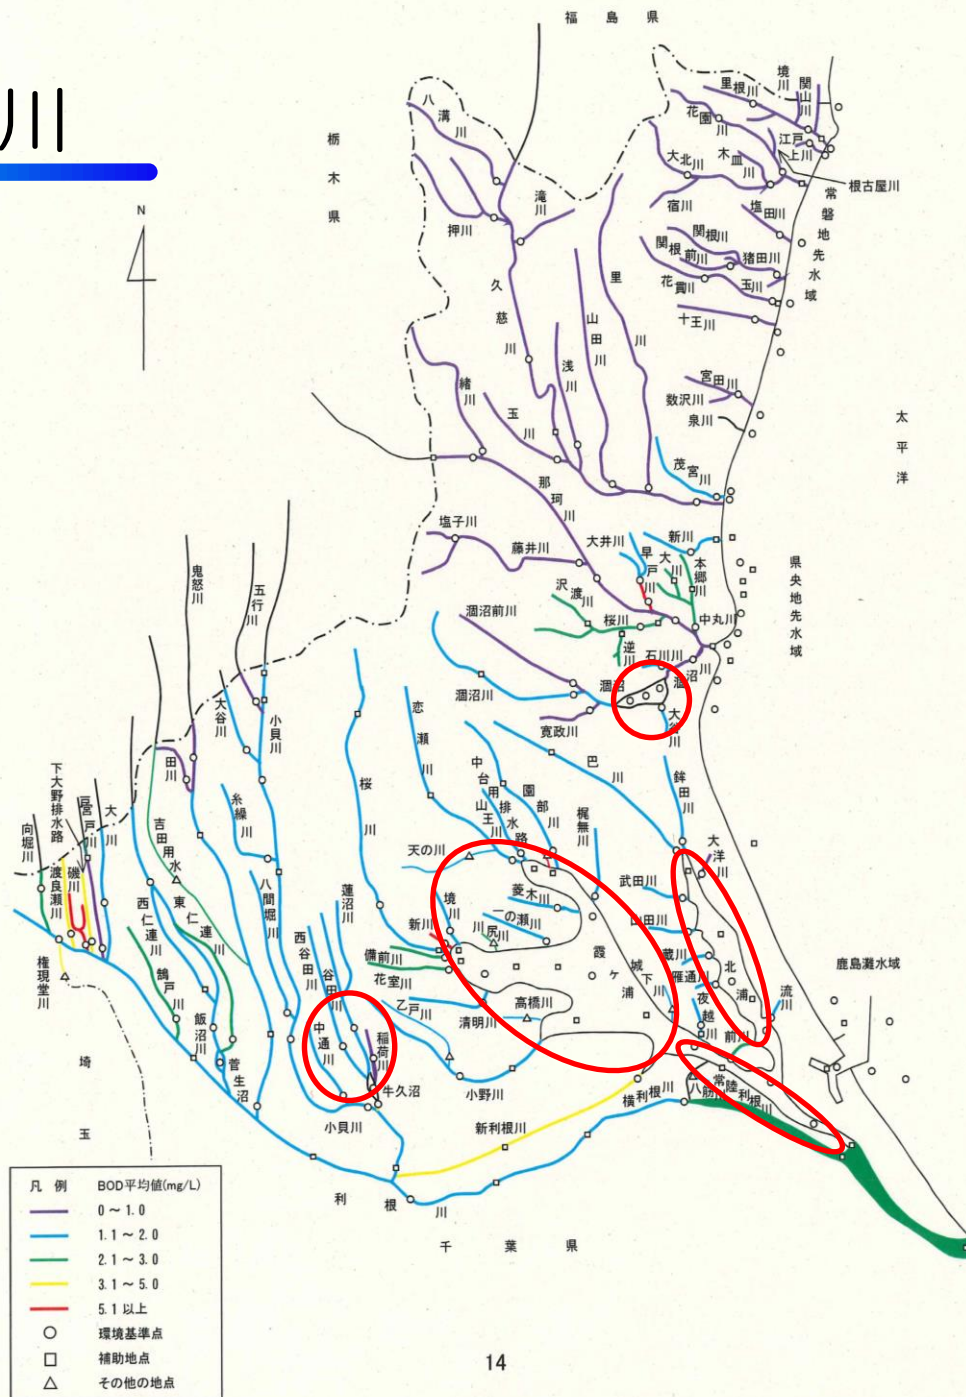 川
福島県
栃木県
N
八溝川
押川
滝川
久慈川
里川
山田川
浅川
玉川
緒川
里根川
境川
関山川
花園川
江戸上川
木皿川
大北川
根古屋川
宿川
塩田川
常磐地先水域
関根川
関根前川
猪田川
花貫川
玉川
十王川
宮田川
数沢川
泉川
太平洋
茂宮川
那珂川
塩子川
藤井川
大井川
早戸川
大川
新川
本郷川
県央地先水域
沢渡川
桜川
中丸川
逆川
石川川
涸沼前川
涸沼川
涸沼
涸沼川
大谷川
寛政川
鬼怒川
五行川
大谷川
小貝川
恋瀬川
桜川
中台用排水路
山王川
園部川
巴川
梶無川
鉾田川
大洋川
田川
糸繰川
下大野排水路
宮戸川
大川
向堀川
渡良瀬川
磯川
吉田用水
西仁連川
東仁連川
八間堀川
天の川
菱木川
武田川
蓮沼川
新川
境川
一の瀬川
川尻川
山田川
西谷田川
谷田川
備前川
花室川
霞ヶ浦
城下川
蔵川
雁通川
北浦
鹿島灘水域
権現堂川
鵠戸川
飯沼川
乙戸川
清明川
高橋川
夜越川
流川
前川
中通川
稲荷川
菅生沼
牛久沼
小貝川
小野川
横利根川
八筋川
常陸利根川
新利根川
埼玉
利根川
千葉県
凡例 BOD平均値(mg/L)
0～1.0
1.1～2.0
2.1～3.0
3.1～5.0
5.1以上
環境基準点
補助地点
その他の地点
14